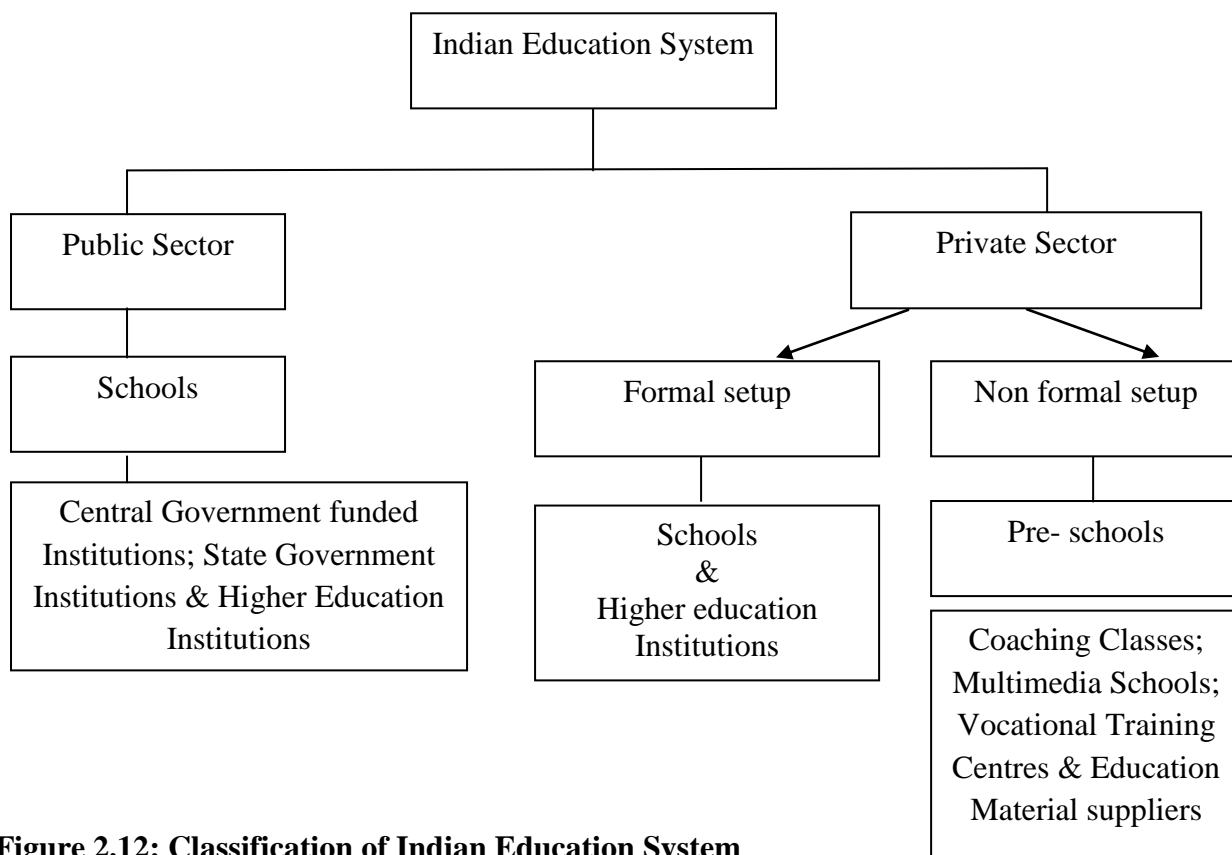 Indian Education System
Public Sector
Private Sector
Schools
Formal setup
Non formal setup
Central Government funded
Institutions; State Government
Institutions & Higher Education
Institutions
Schools
&
Higher education
Institutions
Pre- schools
Coaching Classes;
Multimedia Schools;
Vocational Training
Centres & Education
Material suppliers
Figure 2.12: Classification of Indian Education System